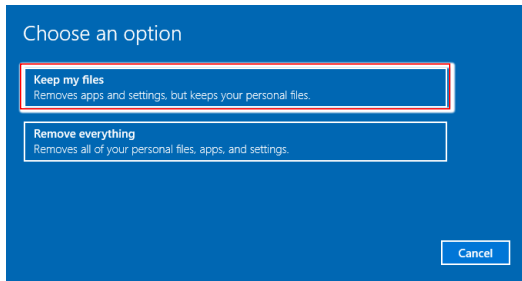 Choose an option
Keep my files
Removes apps and settings, but keeps your personal files.
Remove everything
Removes all of your personal files, apps, and settings.
Cancel